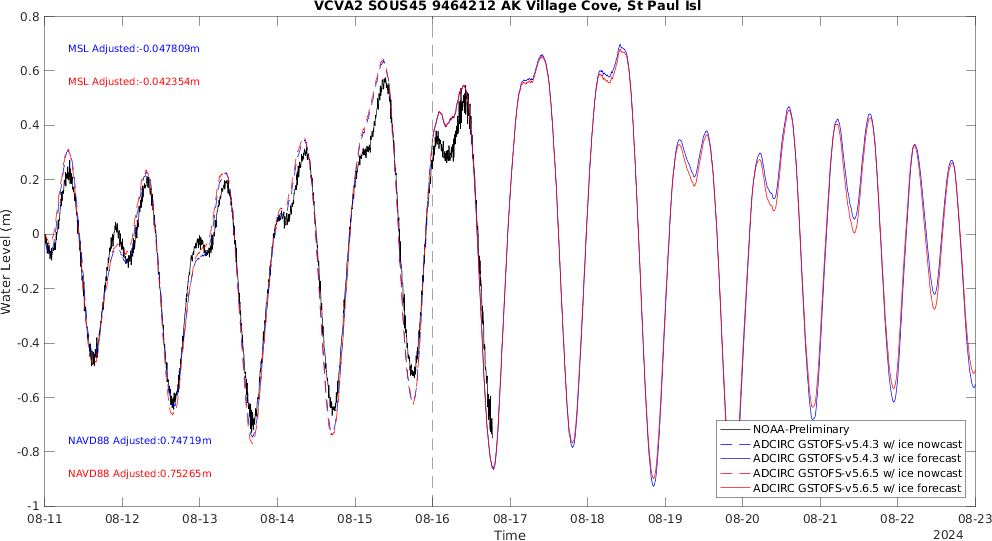 VCVA2 SOUS45 9464212 AK Village Cove, St Paul Isl
MSL Adjusted:-0.047809m
MSL Adjusted:-0.042354m
NAVD88 Adjusted:0.74719m
NAVD88 Adjusted:0.75265m
Water Level (m)
0.8
0.6
0.4
0.2
0
-0.2
-0.4
-0.6
-0.8
-1
NOAA-Preliminary
ADCIRC GSTOFS-v5.4.3 w/ ice nowcast
ADCIRC GSTOFS-v5.4.3 w/ ice forecast
ADCIRC GSTOFS-v5.6.5 w/ ice nowcast
ADCIRC GSTOFS-v5.6.5 w/ ice forecast
08-11 08-12 08-13 08-14 08-15 08-16 08-17 08-18 08-19 08-20 08-21 08-22 08-23
Time
2024